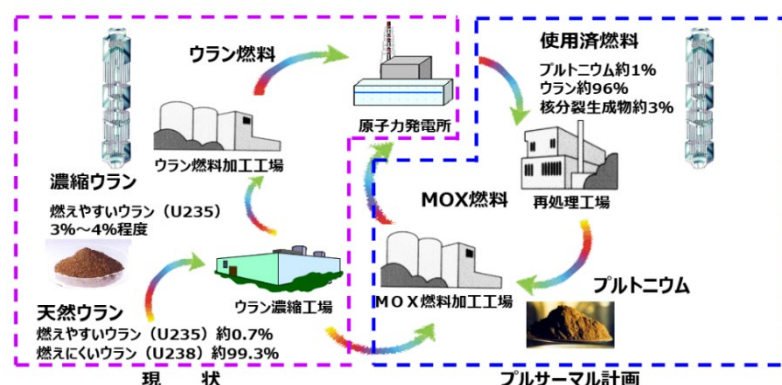 ウラン燃料
使用済燃料
プルトニウム約1%
ウラン約96%
核分裂生成物約3%
原子力発電所
ウラン燃料加工工場
濃縮ウラン
燃えやすいウラン（U235）
3%～4%程度
MOX燃料
再処理工場
プルトニウム
ウラン濃縮工場
MOX燃料加工工場
天然ウラン
燃えやすいウラン（U235）約0.7%
燃えにくいウラン（U238）約99.3%
現　状
プルサーマル計画